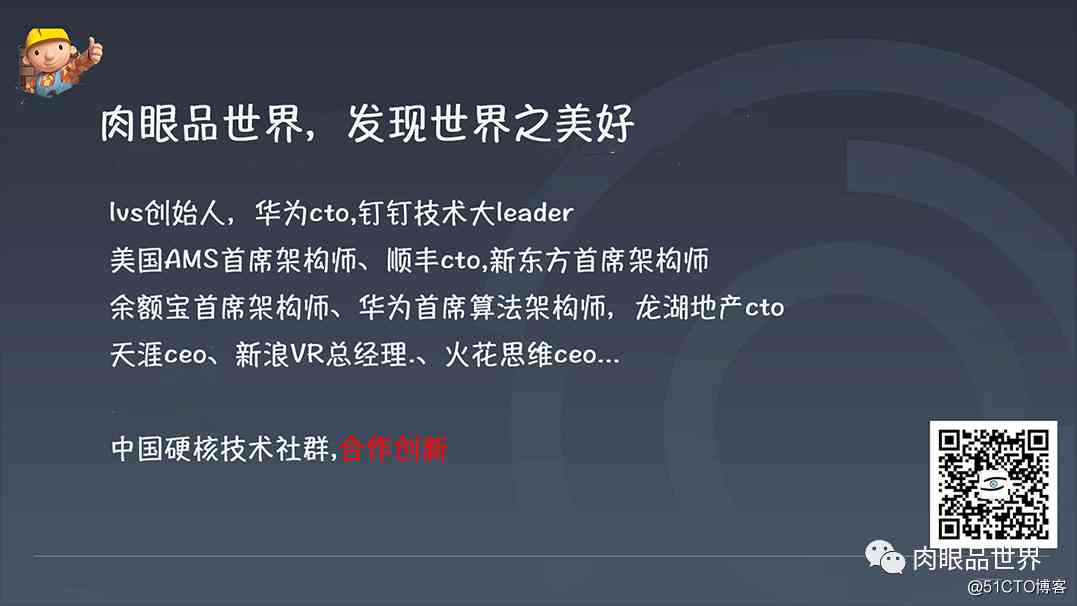 肉眼品世界，发现世界之美好
lvs创始人，华为cto,钉钉技术大leader
美国AMS首席架构师、顺丰cto,新东方首席架构师
余额宝首席架构师、华为首席算法架构师，龙湖地产cto
天涯ceo、新浪VR总经理.、火花思维ceo...
中国硬核技术社群,合作创新
肉眼品世界
@51CTO博客